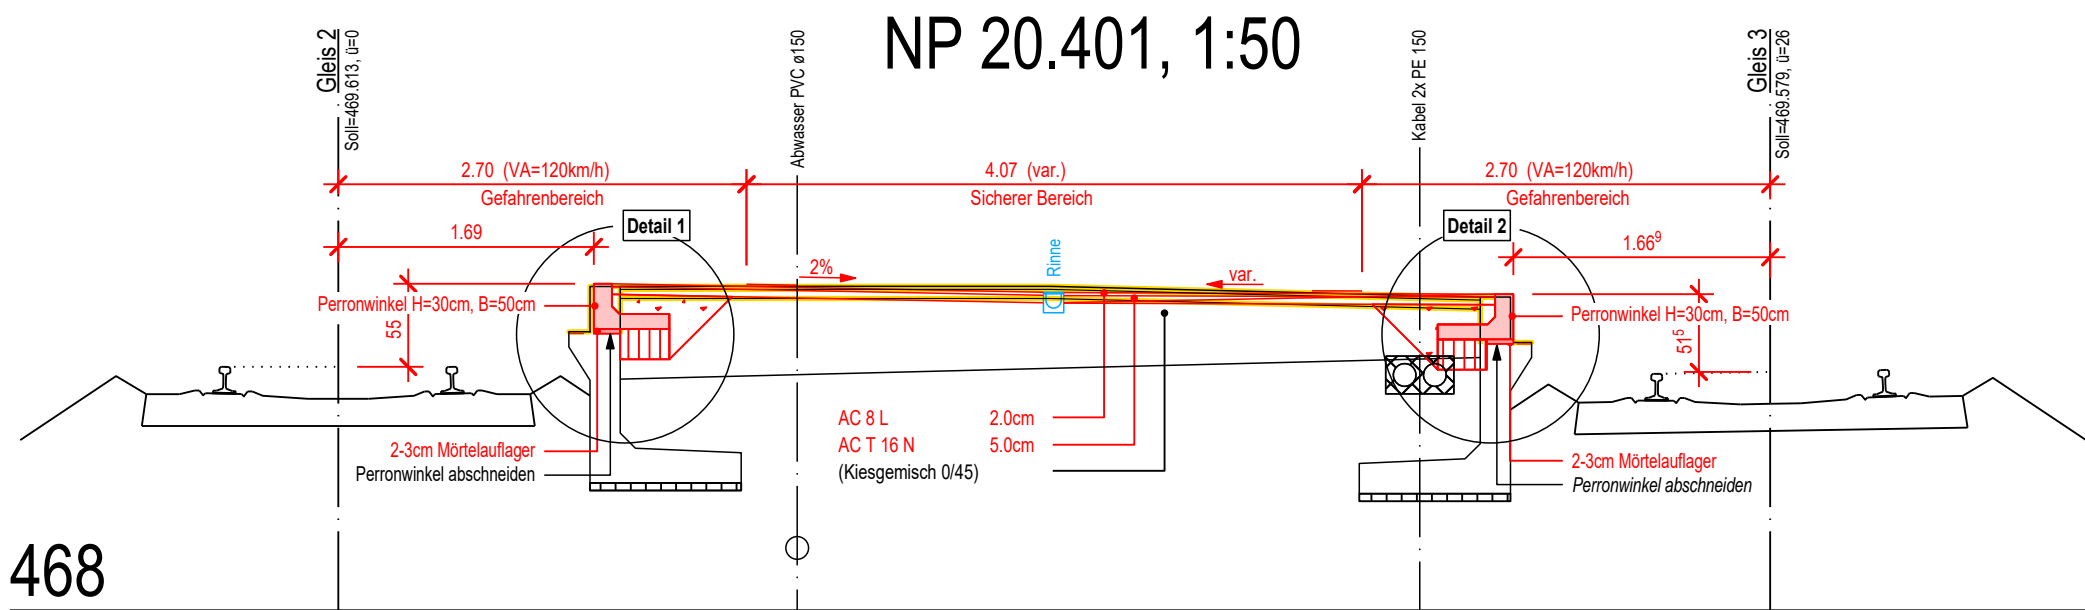 NP 20.401, 1:50
Gleis 2
Soll=469.613, ü=0
Abwasser PVC ø150
Kabel 2x PE 150
Gleis 3
Soll=469.579, ü=26
2.70 (VA=120km/h)
Gefahrenbereich
4.07 (var.)
Sicherer Bereich
2.70 (VA=120km/h)
Gefahrenbereich
Detail 1
Detail 2
1.69
1.66⁹
Rinne
2%
var.
Perronwinkel H=30cm, B=50cm
Perronwinkel H=30cm, B=50cm
55
51⁵
AC 8 L 2.0cm
AC T 16 N 5.0cm
(Kiesgemisch 0/45)
2-3cm Mörtelauflager
Perronwinkel abschneiden
2-3cm Mörtelauflager
Perronwinkel abschneiden
468